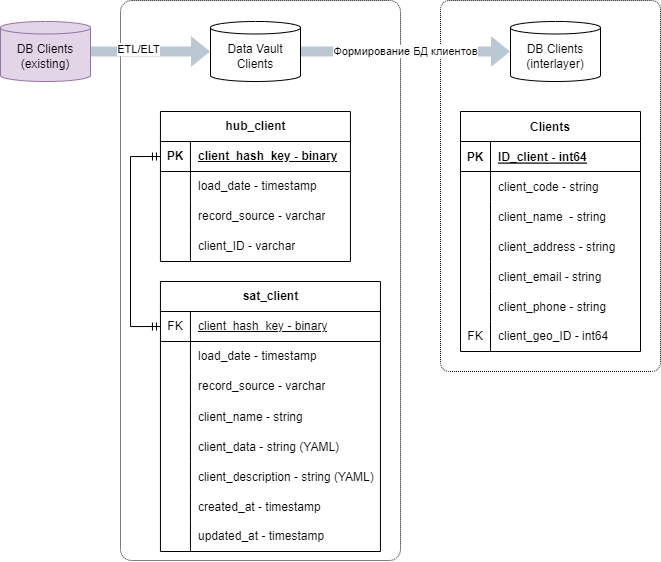 DB Clients
(existing)
ETL/ELT
Data Vault
Clients
Формирование БД клиентов
DB Clients
(interlayer)
hub_client
PK client_hash_key - binary
load_date - timestamp
record_source - varchar
client_ID - varchar
sat_client
FK client_hash_key - binary
load_date - timestamp
record_source - varchar
client_name - string
client_data - string (YAML)
client_description - string (YAML)
created_at - timestamp
updated_at - timestamp
Clients
PK ID_client - int64
client_code - string
client_name - string
client_address - string
client_email - string
client_phone - string
FK client_geo_ID - int64